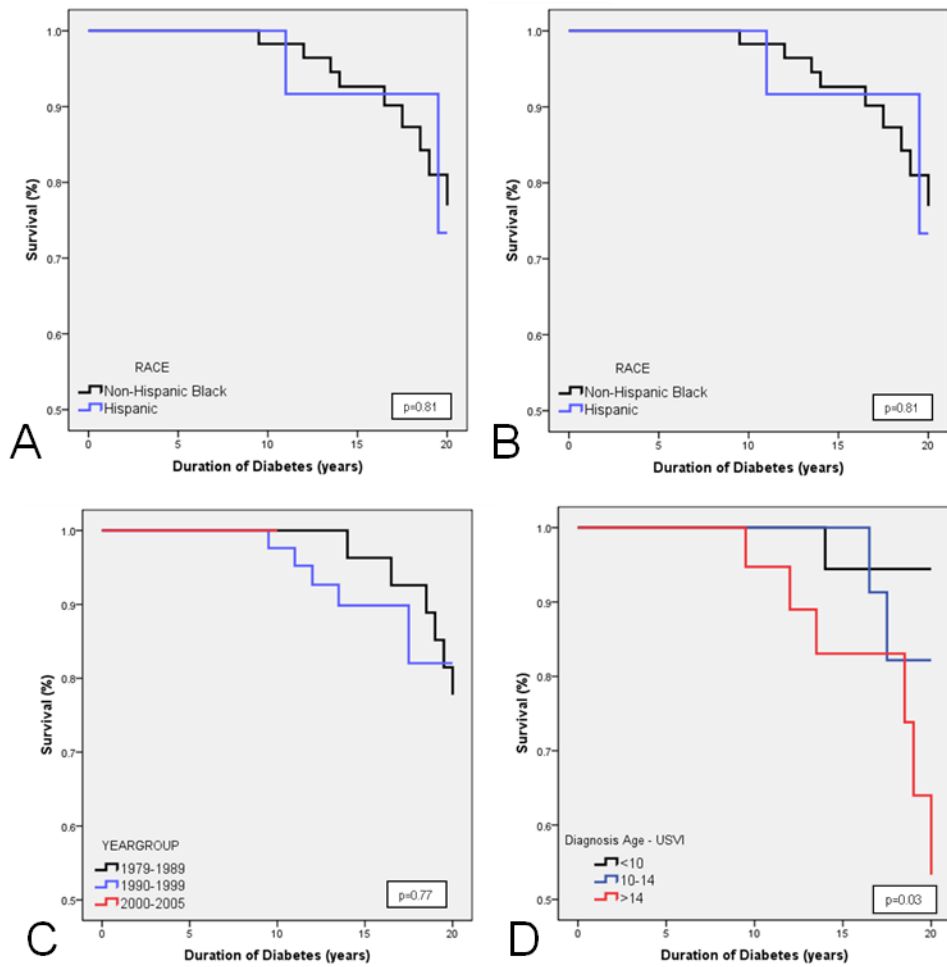 1.0
0.9
0.8
0.7
0.6
0.5
Survival (%)
RACE
Non-Hispanic Black
Hispanic
p=0.81
0 5 10 15 20
Duration of Diabetes (years)
A
1.0
0.9
0.8
0.7
0.6
0.5
Survival (%)
RACE
Non-Hispanic Black
Hispanic
p=0.81
0 5 10 15 20
Duration of Diabetes (years)
B
1.0
0.9
0.8
0.7
0.6
0.5
Survival (%)
YEARGROUP
1979-1989
1990-1999
2000-2005
p=0.77
0 5 10 15 20
Duration of Diabetes (years)
C
1.0
0.9
0.8
0.7
0.6
0.5
Survival (%)
Diagnosis Age - USVI
<10
10-14
>14
p=0.03
0 5 10 15 20
Duration of Diabetes (years)
D